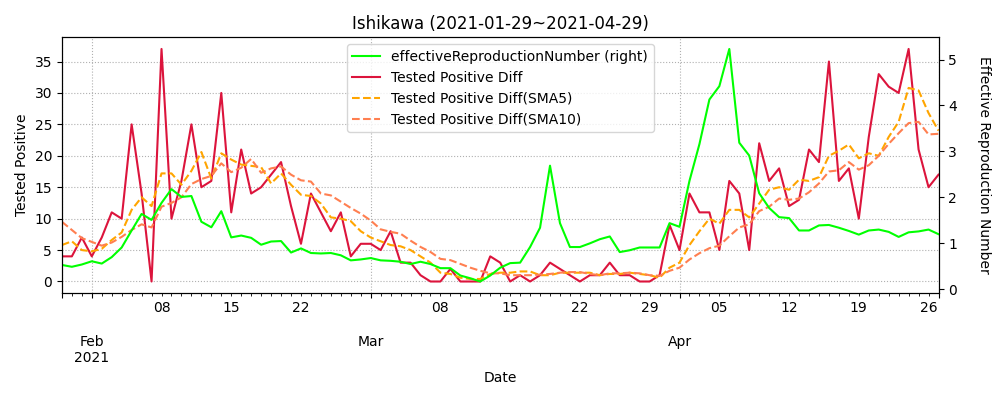 Ishikawa (2021-01-29~2021-04-29)
effectiveReproductionNumber (right)
Tested Positive Diff
Tested Positive Diff(SMA5)
Tested Positive Diff(SMA10)
Tested Positive
35
30
25
20
15
10
5
0
5
4
3
2
1
0
Effective Reproduction Number
08 15 22 08 15 22 29 05 12 19 26
Feb Mar Apr
2021
Date